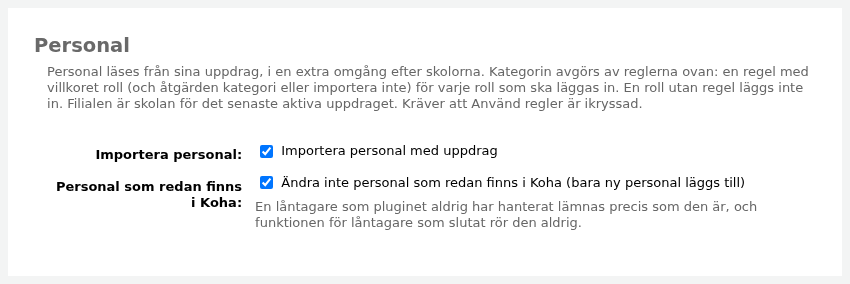 Personal
Personal läses från sina uppdrag, i en extra omgång efter skolorna. Kategorin avgörs av reglerna ovan: en regel med
villkoret roll (och åtgärden kategori eller importera inte) för varje roll som ska läggas in. En roll utan regel läggs inte
in. Filialen är skolan för det senaste aktiva uppdraget. Kräver att Använd regler är ikryssad.
Importera personal: Importera personal med uppdrag
Personal som redan finns Ändra inte personal som redan finns i Koha (bara ny personal läggs till)
i Koha:
En låntagare som pluginet aldrig har hanterat lämnas precis som den är, och
funktionen för låntagare som slutat rör den aldrig.